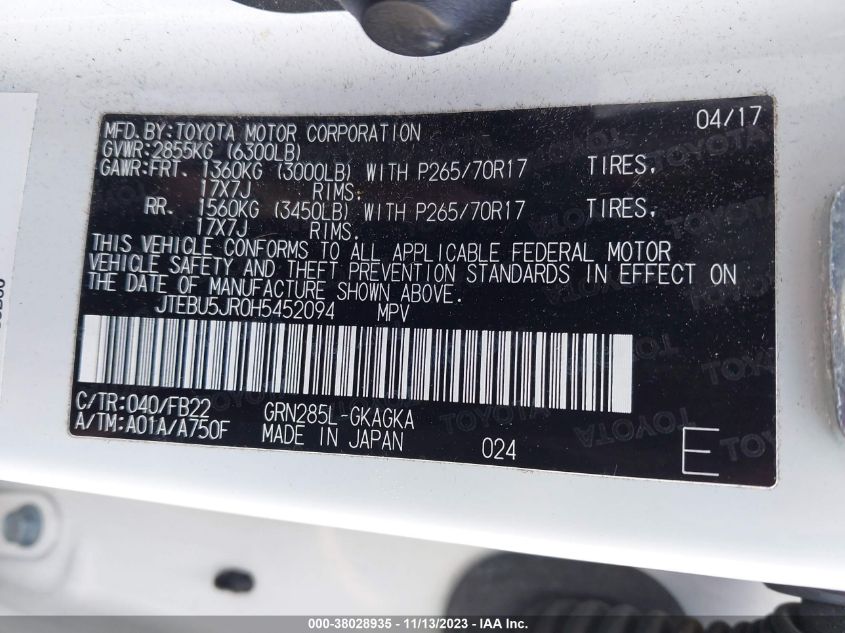 04/17
MFD.BY:TOYOTA MOTOR CORPORATION
GVWR:2855KG (6300LB)
GAWR:FRT. 1360KG (3000LB) WITH P265/70R17 TIRES,
17X7J RIMS.
RR. 1560KG (3450LB) WITH P265/70R17 TIRES,
17X7J RIMS.
THIS VEHICLE CONFORMS TO ALL APPLICABLE FEDERAL MOTOR
VEHICLE SAFETY AND THEFT PREVENTION STANDARDS IN EFFECT ON
THE DATE OF MANUFACTURE SHOWN ABOVE.
JTEBU5JR0H5452094 MPV
C/TR:040/FB22 GRN285L-GKAGKA
A/TM:A01A/A750F MADE IN JAPAN 024 E
000-38028935 - 11/13/2023 - IAAI.com